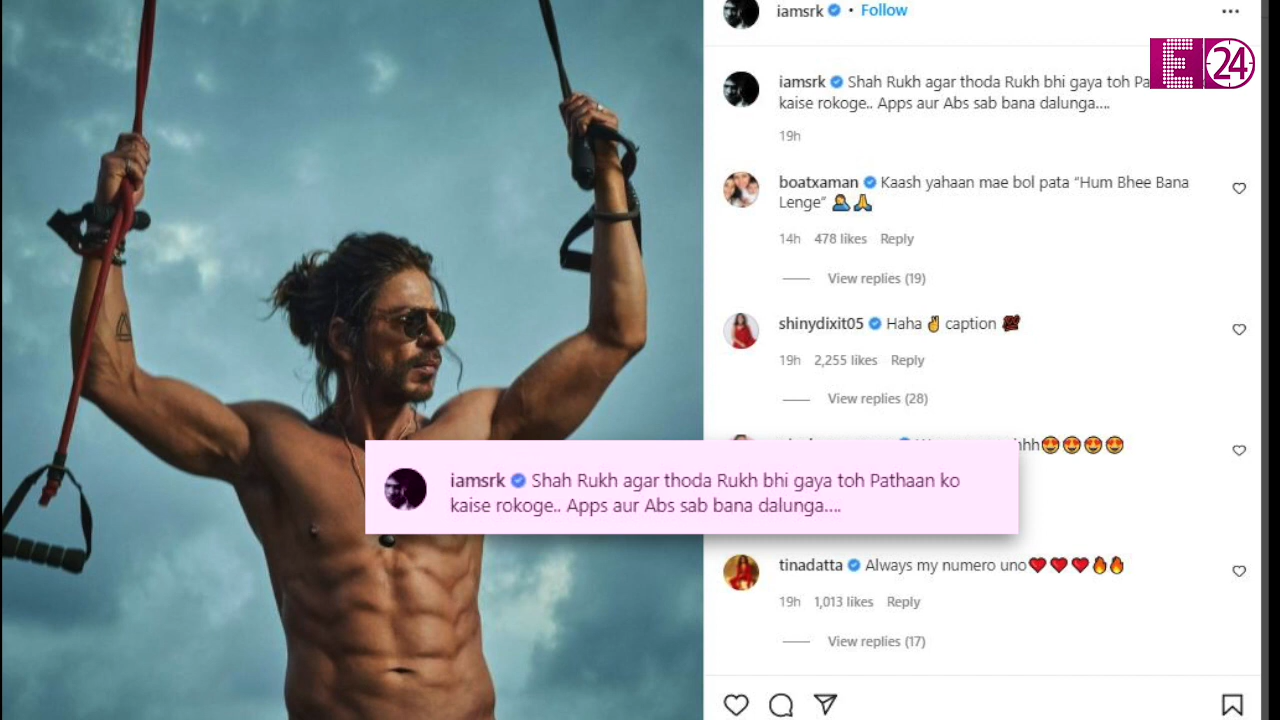 iamsrk • Follow
E 24
iamsrk Shah Rukh agar thoda Rukh bhi gaya toh Pa
kaise rokoge.. Apps aur Abs sab bana dalunga....
19h
boatxaman Kaash yahaan mae bol pata “Hum Bhee Bana
Lenge” 🤦‍♂️🙏
14h 478 likes Reply
View replies (19)
shinydixit05 Haha ✌️ caption 💯
19h 2,255 likes Reply
View replies (28)
hhh😍😍😍😍
iamsrk Shah Rukh agar thoda Rukh bhi gaya toh Pathaan ko
kaise rokoge.. Apps aur Abs sab bana dalunga....
tinadatta Always my numero uno❤️❤️❤️🔥🔥
19h 1,013 likes Reply
View replies (17)